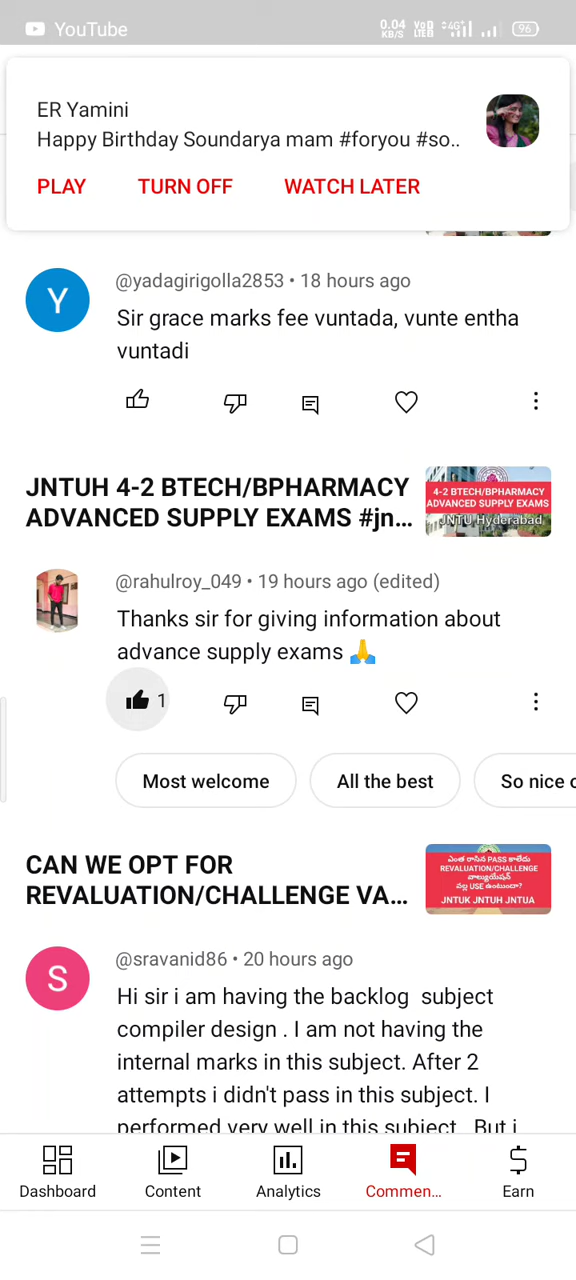 YouTube
0.04 KB/S VoD LTEB 4G 96
ER Yamini
Happy Birthday Soundarya mam #foryou #so..
PLAY TURN OFF WATCH LATER
Y
@yadagirigolla2853 • 18 hours ago
Sir grace marks fee vuntada, vunte entha
vuntadi
JNTUH 4-2 BTECH/BPHARMACY
ADVANCED SUPPLY EXAMS #jn...
4-2 BTECH/BPHARMACY
ADVANCED SUPPLY EXAMS
JNTU Hyderabad
@rahulroy_049 • 19 hours ago (edited)
Thanks sir for giving information about
advance supply exams 🙏
1
Most welcome All the best So nice o
CAN WE OPT FOR
REVALUATION/CHALLENGE VA...
ఎంత రాసిన PASS కాలేదు
REVALUATION/CHALLENGE
వాల్యుయేషన్
వల్ల USE ఉంటుందా?
JNTUK JNTUH JNTUA
S
@sravanid86 • 20 hours ago
Hi sir i am having the backlog subject
compiler design . I am not having the
internal marks in this subject. After 2
attempts i didn't pass in this subject. I
performed very well in this subject. But i
Dashboard Content Analytics Commen... Earn